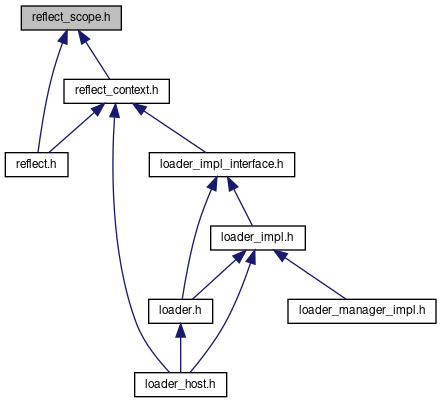 reflect_scope.h
reflect_context.h
reflect.h
loader_impl_interface.h
loader_impl.h
loader.h
loader_manager_impl.h
loader_host.h